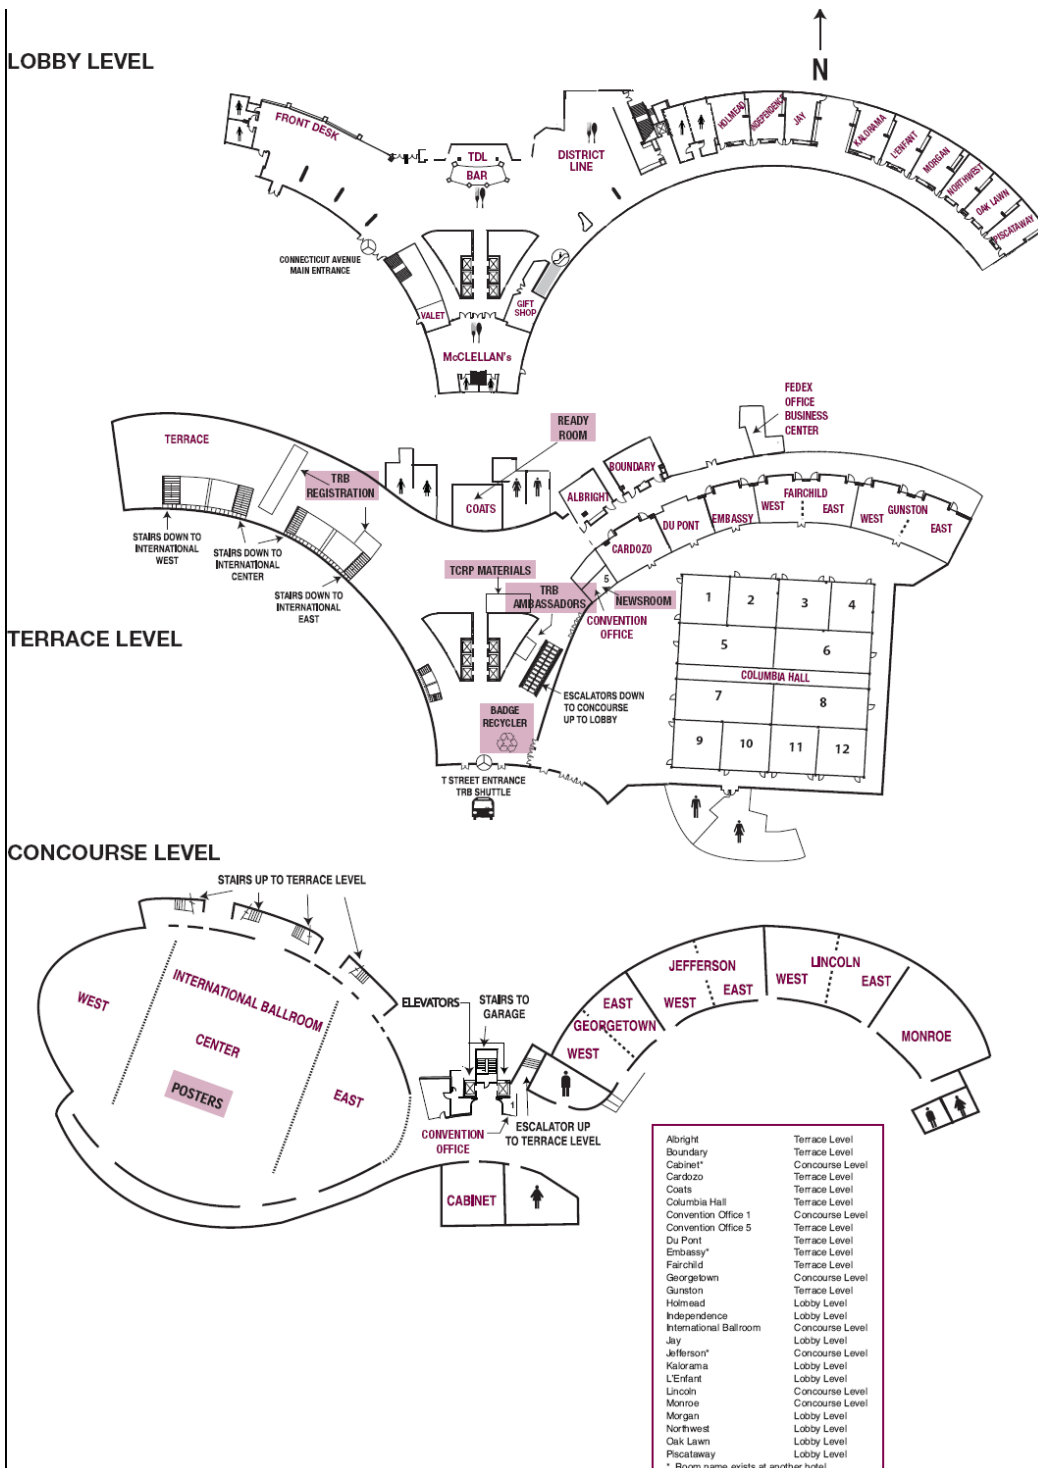 LOBBY LEVEL
N
FRONT DESK
TDL
BAR
DISTRICT
LINE
HOLMEAD
INDEPENDENCE
JAY
KALORAMA
L'ENFANT
MORGAN
NORTHWEST
OAK LAWN
PISCATAWAY
CONNECTICUT AVENUE
MAIN ENTRANCE
VALET
GIFT
SHOP
McCLELLAN's
FEDEX
OFFICE
BUSINESS
CENTER
READY
ROOM
TERRACE
TRB
REGISTRATION
COATS
ALBRIGHT
BOUNDARY
CARDOZO
DU PONT
EMBASSY
WEST
FAIRCHILD
EAST
WEST
GUNSTON
EAST
STAIRS DOWN TO
INTERNATIONAL
WEST
STAIRS DOWN TO
INTERNATIONAL
CENTER
STAIRS DOWN TO
INTERNATIONAL
EAST
TCRP MATERIALS
TRB
AMBASSADORS
5
NEWSROOM
CONVENTION
OFFICE
1
2
3
4
5
6
COLUMBIA HALL
7
8
9
10
11
12
TERRACE LEVEL
ESCALATORS DOWN
TO CONCOURSE
UP TO LOBBY
BADGE
RECYCLER
T STREET ENTRANCE
TRB SHUTTLE
CONCOURSE LEVEL
STAIRS UP TO TERRACE LEVEL
WEST
INTERNATIONAL BALLROOM
CENTER
POSTERS
EAST
ELEVATORS
STAIRS TO
GARAGE
EAST
GEORGETOWN
WEST
JEFFERSON
WEST
EAST
LINCOLN
WEST
EAST
MONROE
1
CONVENTION
OFFICE
ESCALATOR UP
TO TERRACE LEVEL
CABINET
Albright Terrace Level
Boundary Terrace Level
Cabinet* Concourse Level
Cardozo Terrace Level
Coats Terrace Level
Columbia Hall Terrace Level
Convention Office 1 Concourse Level
Convention Office 5 Terrace Level
Du Pont Terrace Level
Embassy* Terrace Level
Fairchild Terrace Level
Georgetown Concourse Level
Gunston Terrace Level
Holmead Lobby Level
Independence Lobby Level
International Ballroom Concourse Level
Jay Lobby Level
Jefferson* Concourse Level
Kalorama Lobby Level
L'Enfant Lobby Level
Lincoln Concourse Level
Monroe Concourse Level
Morgan Lobby Level
Northwest Lobby Level
Oak Lawn Lobby Level
Piscataway Lobby Level
* Room name exists at another hotel